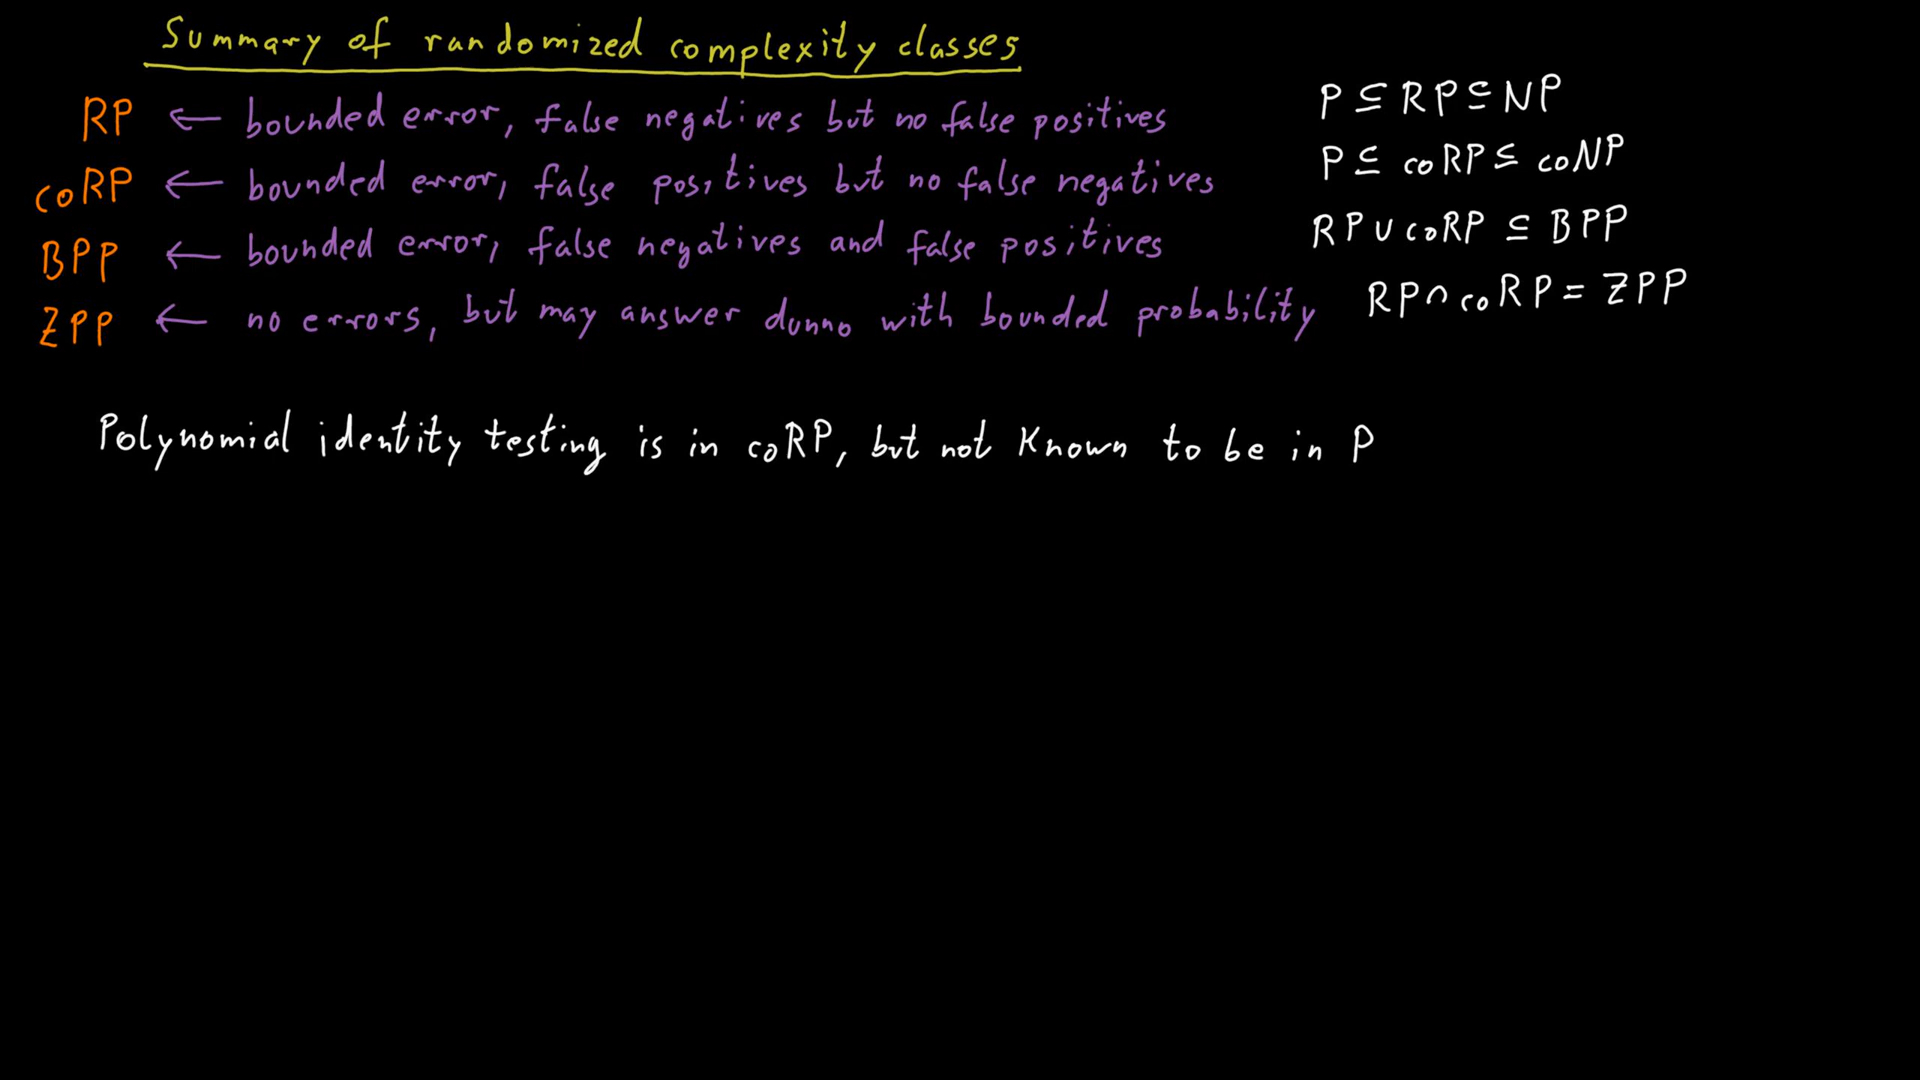 Summary of randomized complexity classes
RP ← bounded error, false negatives but no false positives
coRP ← bounded error, false positives but no false negatives
BPP ← bounded error, false negatives and false positives
ZPP ← no errors, but may answer dunno with bounded probability
P ⊆ RP ⊆ NP
P ⊆ coRP ⊆ coNP
RP ∪ coRP ⊆ BPP
RP ∩ coRP = ZPP
Polynomial identity testing is in coRP, but not known to be in P